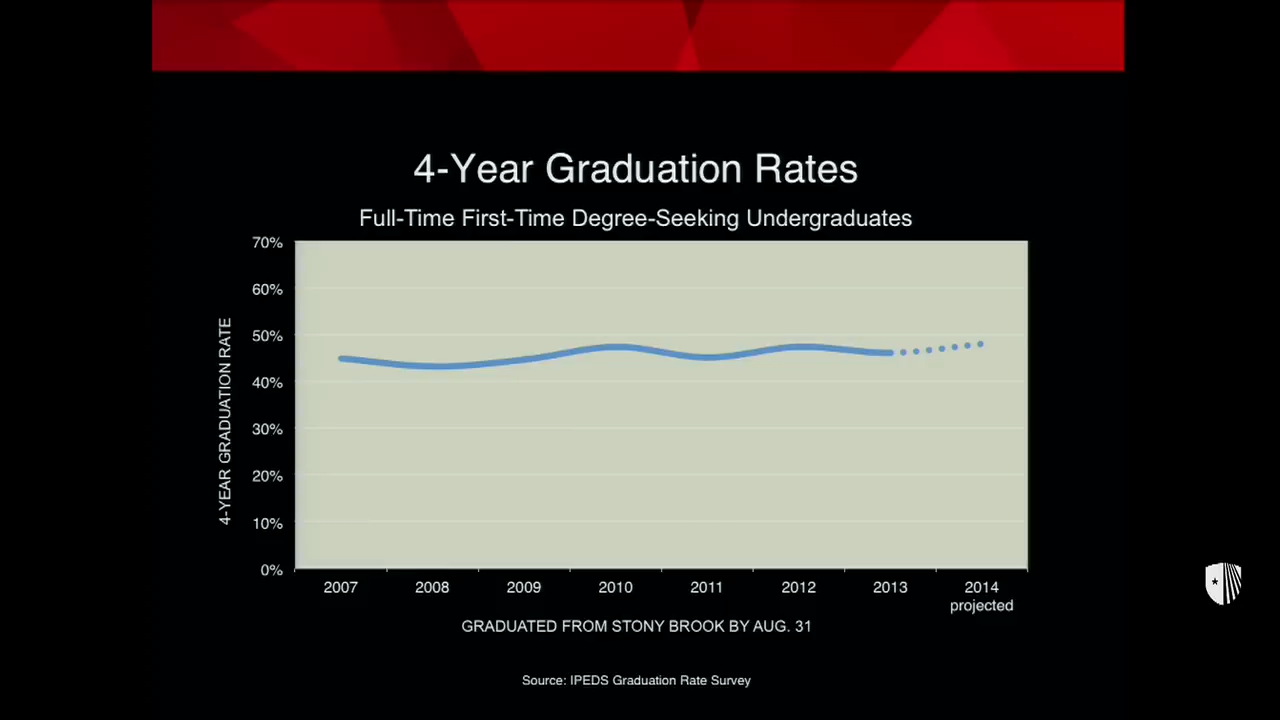 4-Year Graduation Rates
Full-Time First-Time Degree-Seeking Undergraduates
70%
60%
50%
40%
30%
20%
10%
0%
4-YEAR GRADUATION RATE
2007 2008 2009 2010 2011 2012 2013 2014
projected
GRADUATED FROM STONY BROOK BY AUG. 31
Source: IPEDS Graduation Rate Survey